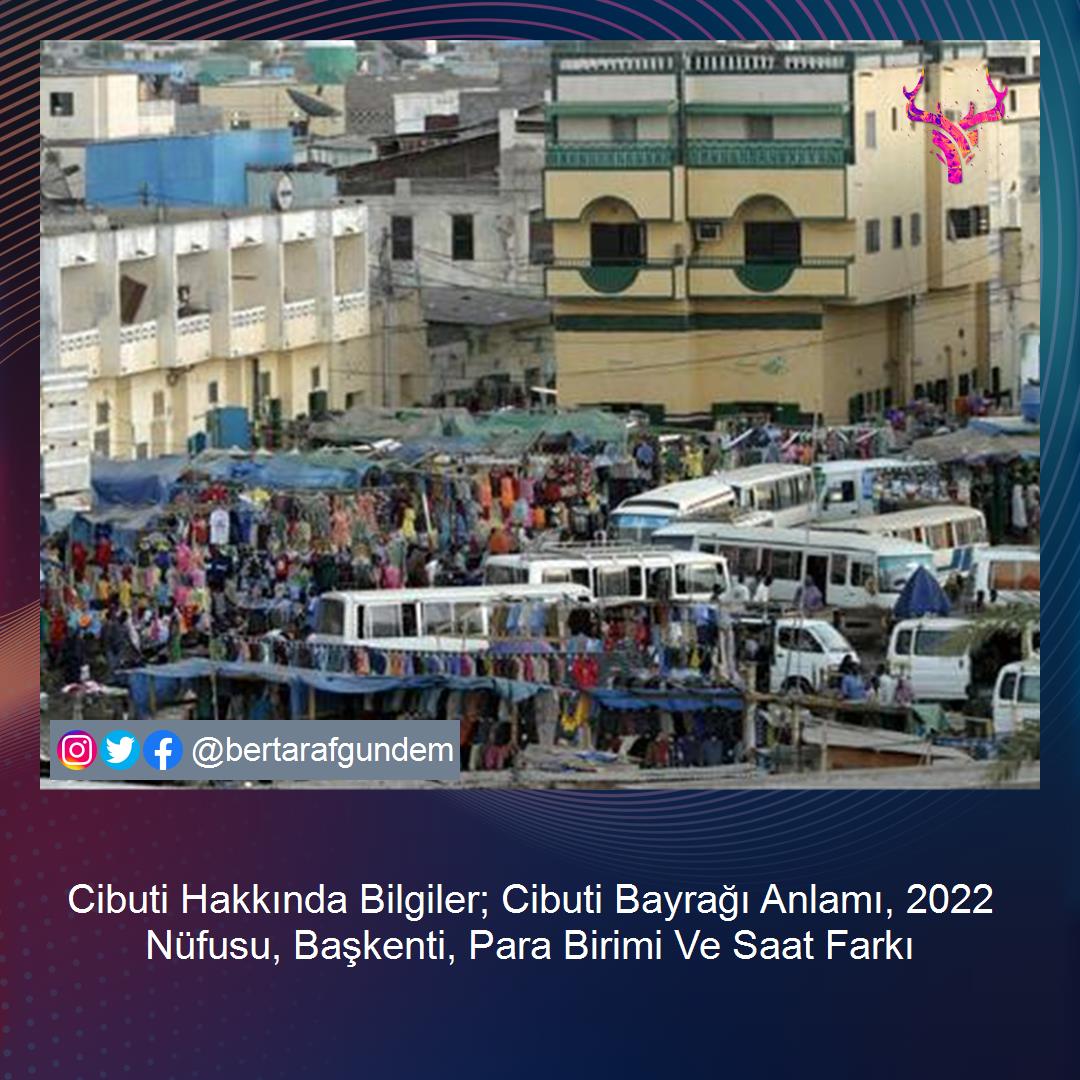 @bertarafgundem
Cibuti Hakkında Bilgiler; Cibuti Bayrağı Anlamı, 2022
Nüfusu, Başkenti, Para Birimi Ve Saat Farkı